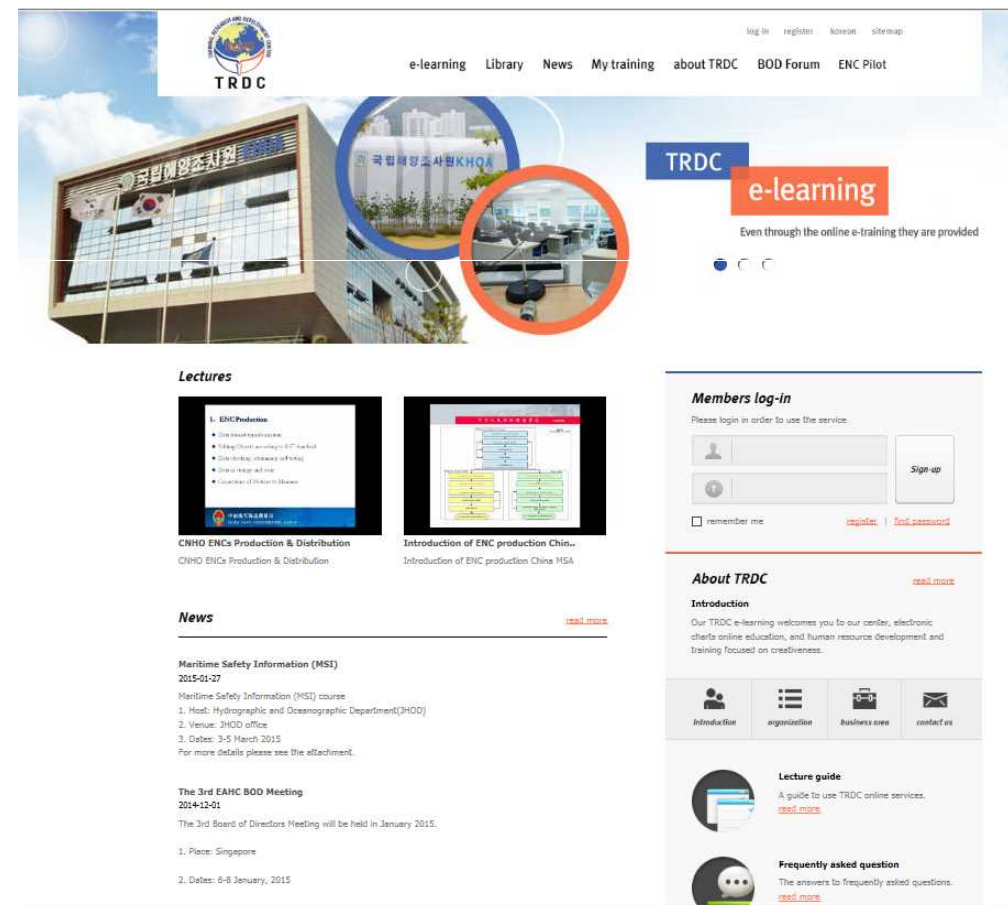 log-in register korean sitemap
TRAINING, RESEARCH AND DEVELOPMENT CENTER
TRDC
e-learning Library News My training about TRDC BOD Forum ENC Pilot
국립해양조사원 KHOA
국립해양조사원 KHOA
TRDC
e-learning
Even through the online e-training they are provided
Lectures
1. ENC Production
CNHO ENCs Production & Distribution
CNHO ENCs Production & Distribution
Introduction of ENC production Chin..
Introduction of ENC production China MSA
News read more
Maritime Safety Information (MSI)
2015-01-27
Maritime Safety Information (MSI) course
1. Host: Hydrographic and Oceanographic Department(JHOD)
2. Venue: JHOD office
3. Dates: 3-5 March 2015
For more details please see the attachment.
The 3rd EAHC BOD Meeting
2014-12-01
The 3rd Board of Directors Meeting will be held in January 2015.
1. Place: Singapore
2. Dates: 6-8 January, 2015
Members log-in
Please login in order to use the service
Sign-up
remember me register | find password
About TRDC read more
Introduction
Our TRDC e-learning welcomes you to our center, electronic
charts online education, and human resource development and
training focused on creativeness.
introduction organization business area contact us
Lecture guide
A guide to use TRDC online services.
read more
Frequently asked question
The answers to frequently asked questions.
read more